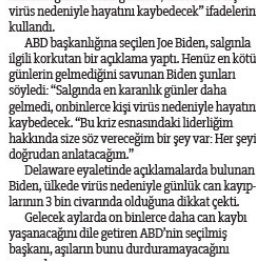 virüs nedeniyle hayatını kaybedecek” ifadelerin
kullandı.
ABD başkanlığına seçilen Joe Biden, salgınla
ilgili korkutan bir açıklama yaptı. Henüz en kötü
günlerin gelmediğini savunan Biden şunları
söyledi: “Salgında en karanlık günler daha
gelmedi, onbinlerce kişi virüs nedeniyle hayatın
kaybedecek. “Bu kriz esnasındaki liderliğim
hakkında size söz vereceğim bir şey var: Her şeyi
doğrudan anlatacağım.”
Delaware eyaletinde açıklamalarda bulunan
Biden, ülkede virüs nedeniyle günlük can kayıp-
larının 3 bin civarında olduğuna dikkat çekti.
Gelecek aylarda on binlerce daha can kaybı
yaşanacağını dile getiren ABD’nin seçilmiş
başkanı, aşıların bunu durduramayacağını